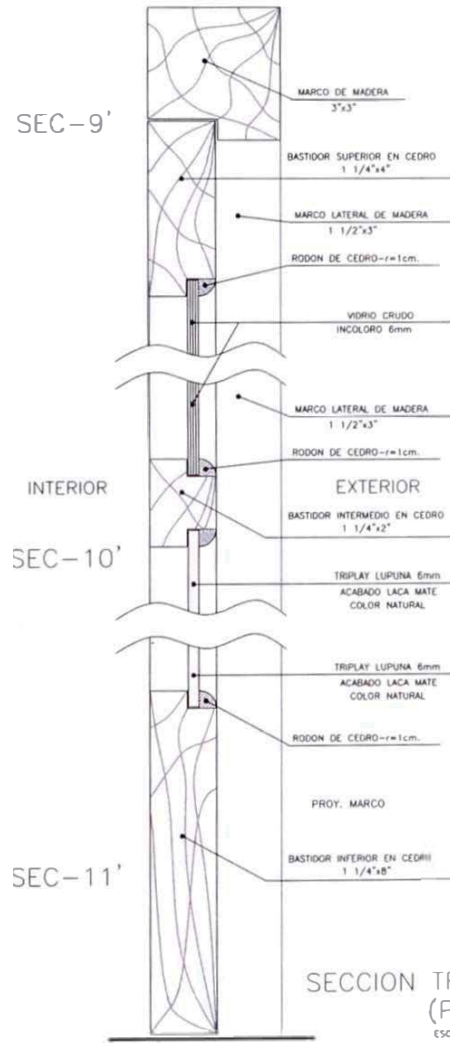 MARCO DE MADERA
3"x3"
SEC-9'
BASTIDOR SUPERIOR EN CEDRO
1 1/4"x4"
MARCO LATERAL DE MADERA
1 1/2"x3"
RODON DE CEDRO-r=1cm.
VIDRIO CRUDO
INCOLORO 6mm
MARCO LATERAL DE MADERA
1 1/2"x3"
RODON DE CEDRO-r=1cm.
INTERIOR
EXTERIOR
BASTIDOR INTERMEDIO EN CEDRO
1 1/4"x2"
SEC-10'
TRIPLAY LUPUNA 6mm
ACABADO LACA MATE
COLOR NATURAL
TRIPLAY LUPUNA 6mm
ACABADO LACA MATE
COLOR NATURAL
RODON DE CEDRO-r=1cm.
PROY. MARCO
BASTIDOR INFERIOR EN
1 1/4"x8"
SEC-11'
SECCION TR
(P
ESC